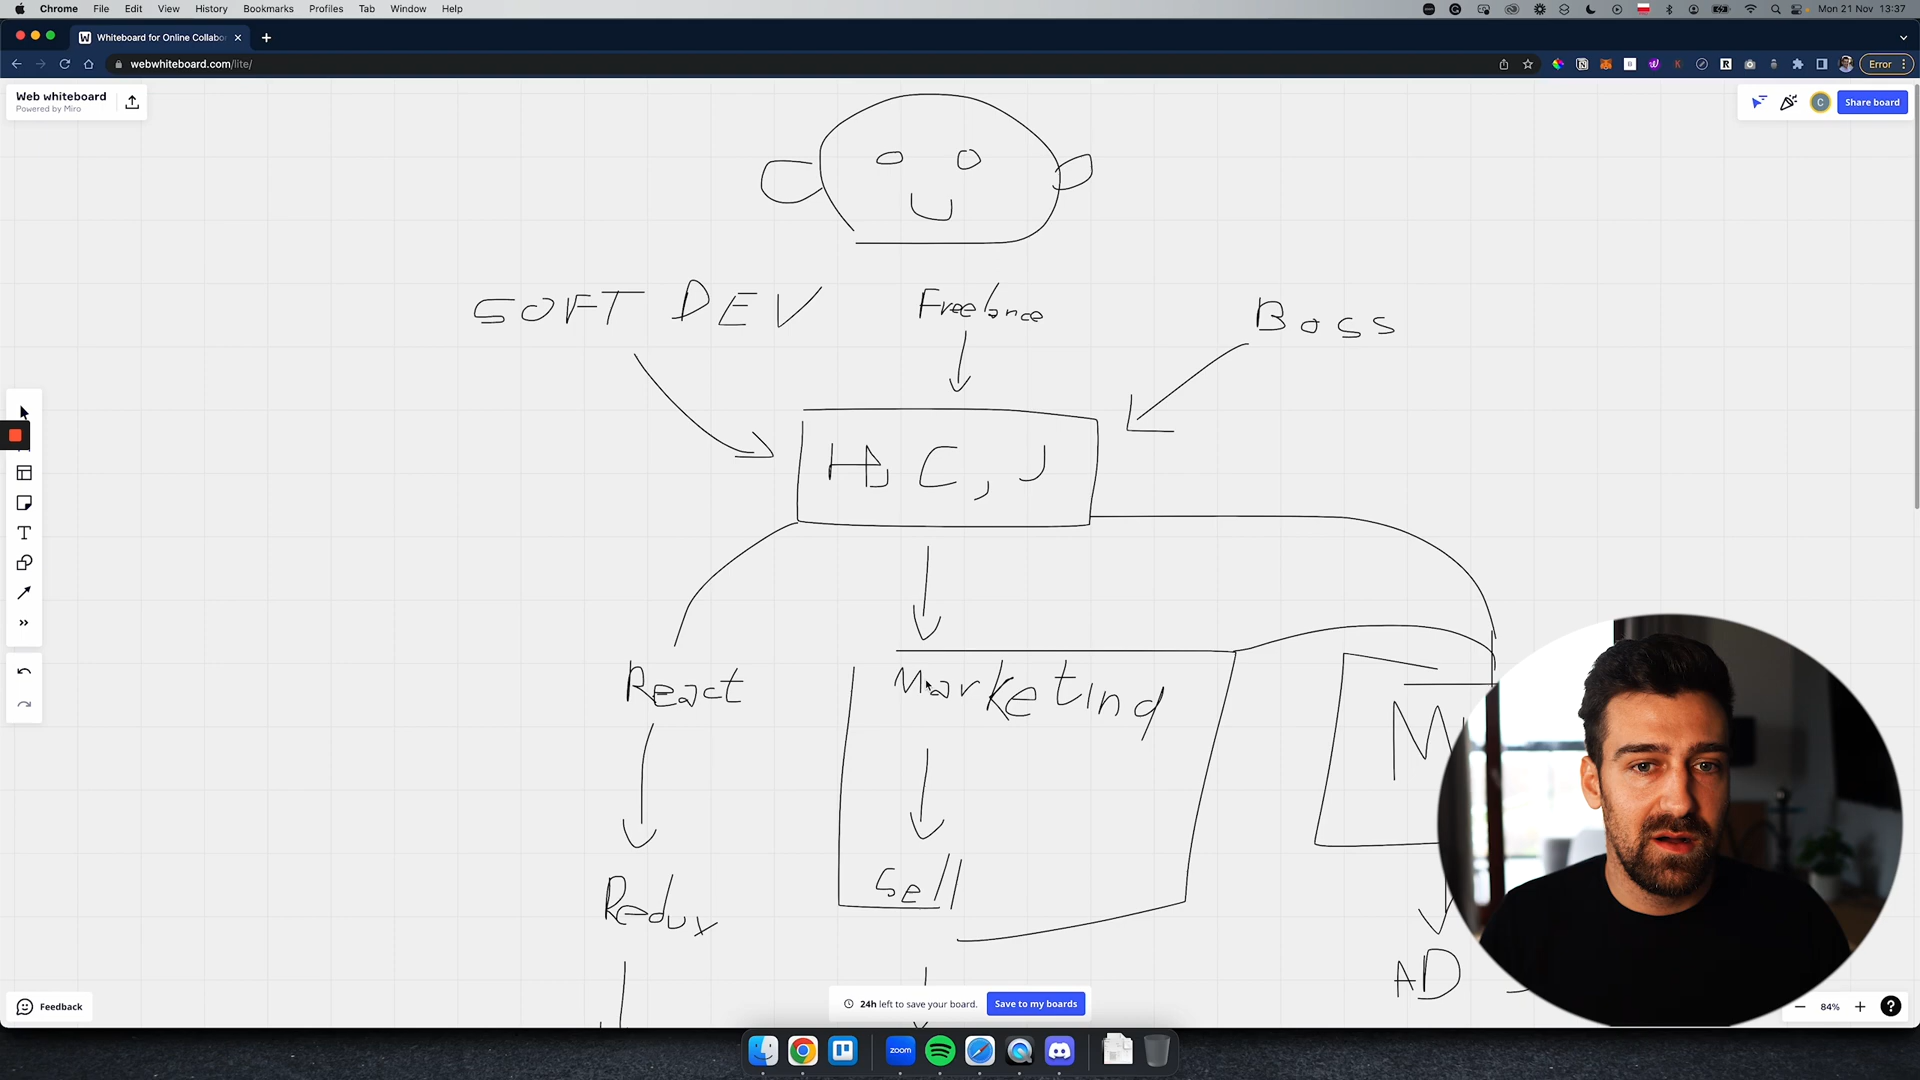 Chrome File Edit View History Bookmarks Profiles Tab Window Help Mon 21 Nov 13:37
Whiteboard for Online Collabo
webwhiteboard.com/lite/ Error
Web whiteboard
Powered by Miro
C Share board
SOFT DEV Freelance Boss
H, C, J
React Marketing
M
Sell
Redux
AD
Feedback
24h left to save your board. Save to my boards
84%
zoom